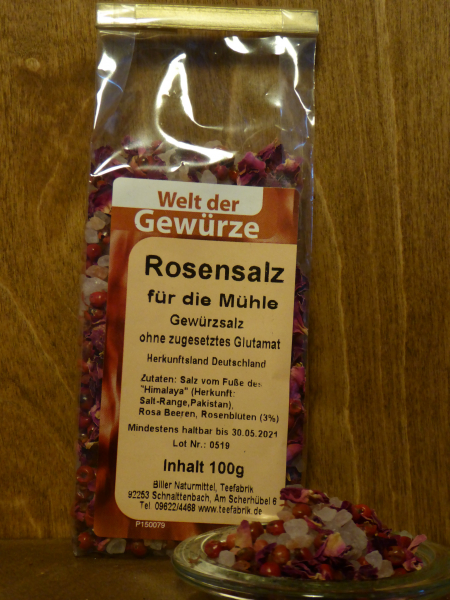 Welt der
Gewürze
Rosensalz
für die Mühle
Gewürzsalz
ohne zugesetztes Glutamat
Herkunftsland Deutschland
Zutaten: Salz vom Fuße des
"Himalaya" (Herkunft:
Salt-Range,Pakistan),
Rosa Beeren, Rosenblüten (3%)
Mindestens haltbar bis 30.05.2021
Lot Nr.: 0519
Inhalt 100g
Biller Naturmittel, Teefabrik
92253 Schnaittenbach, Am Scherhübel 6
Tel. 09622/4468 www.teefabrik.de
P150079